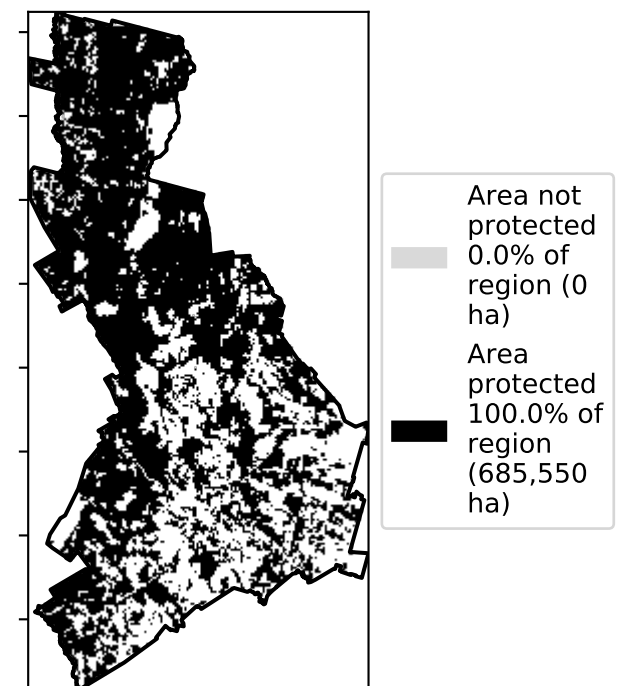 Area not
protected
0.0% of
region (0
ha)
Area
protected
100.0% of
region
(685,550
ha)